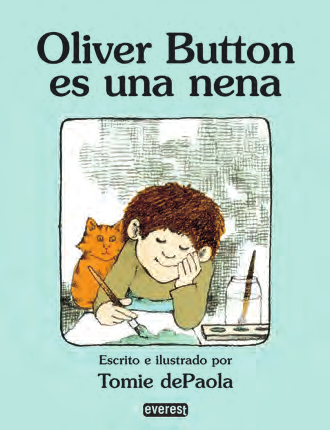 Oliver Button
es una nena
Escrito e ilustrado por
Tomie dePaola
everest